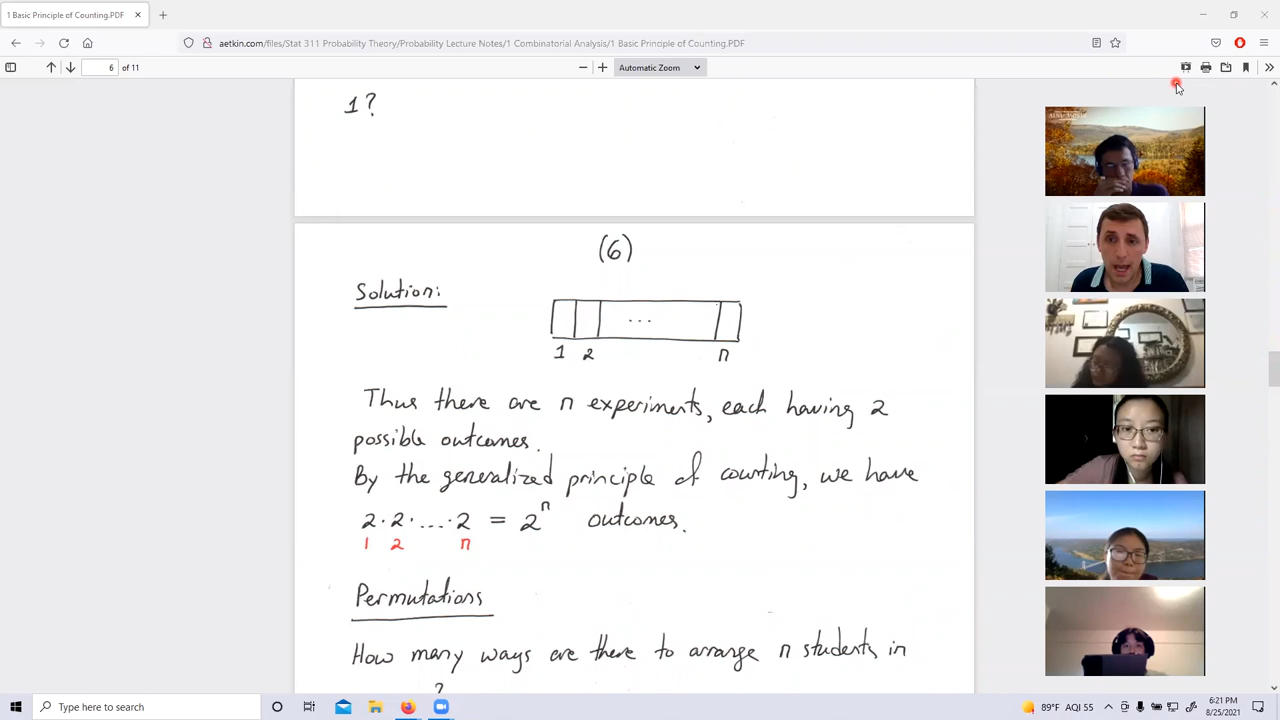 1 Basic Principle of Counting.PDF
aetkin.com/files/Stat 311 Probability Theory/Probability Lecture Notes/1 Combinatorial Analysis/1 Basic Principle of Counting.PDF
6 of 11
Automatic Zoom
1?
(6)
Solution:
...
1 2 n
Thus there are n experiments, each having 2
possible outcomes.
By the generalized principle of counting, we have
2·2·....·2 = 2ⁿ outcomes.
1 2 n
Permutations
How many ways are there to arrange n students in
?
Type here to search
89°F AQI 55
6:21 PM
8/25/2021